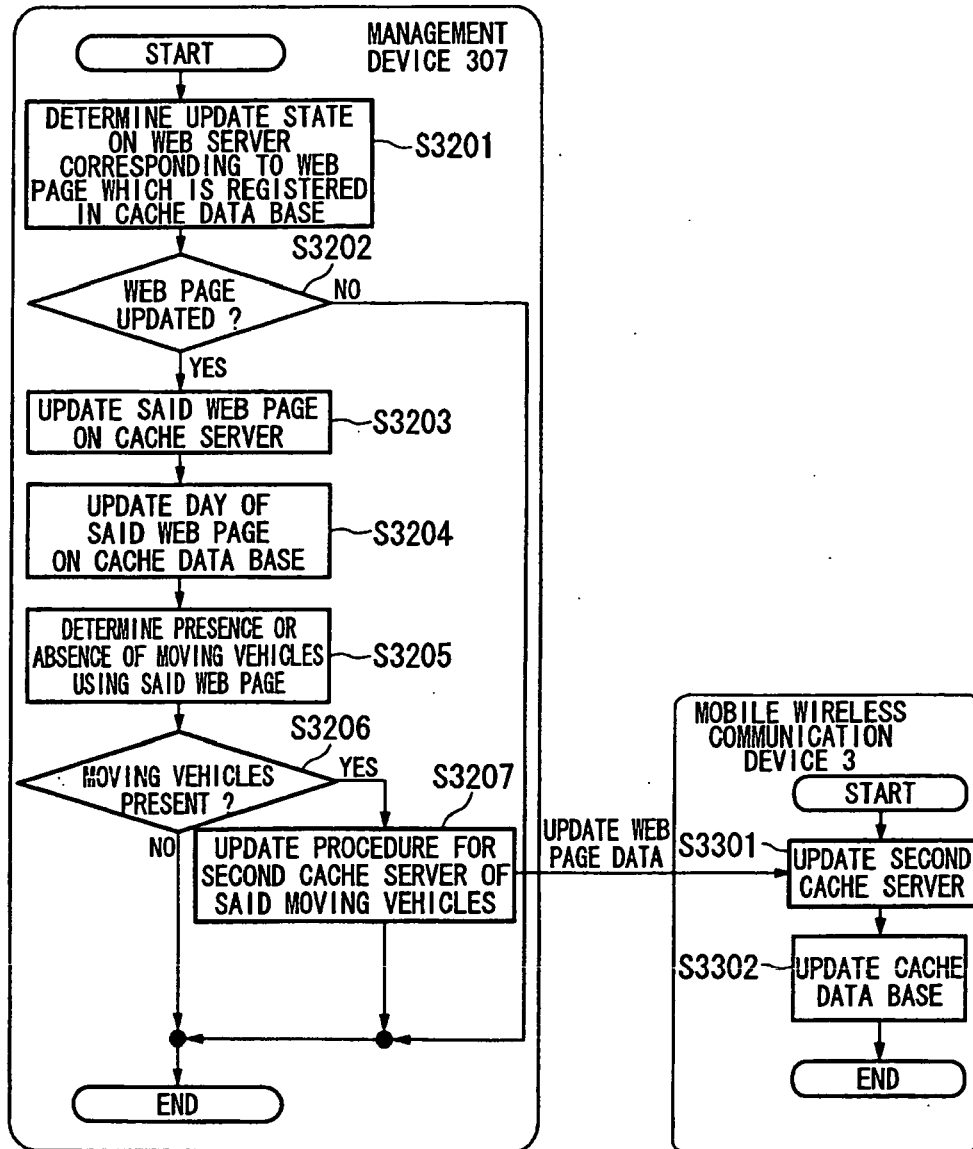 MANAGEMENT
DEVICE 307
START
DETERMINE UPDATE STATE
ON WEB SERVER
CORRESPONDING TO WEB
PAGE WHICH IS REGISTERED
IN CACHE DATA BASE
S3201
S3202
WEB PAGE
UPDATED ?
NO
YES
UPDATE SAID WEB PAGE
ON CACHE SERVER
S3203
UPDATE DAY OF
SAID WEB PAGE
ON CACHE DATA BASE
S3204
DETERMINE PRESENCE OR
ABSENCE OF MOVING VEHICLES
USING SAID WEB PAGE
S3205
S3206
MOVING VEHICLES
PRESENT ?
YES
NO
S3207
UPDATE PROCEDURE FOR
SECOND CACHE SERVER OF
SAID MOVING VEHICLES
END
UPDATE WEB
PAGE DATA
MOBILE WIRELESS
COMMUNICATION
DEVICE 3
START
S3301
UPDATE SECOND
CACHE SERVER
S3302
UPDATE CACHE
DATA BASE
END